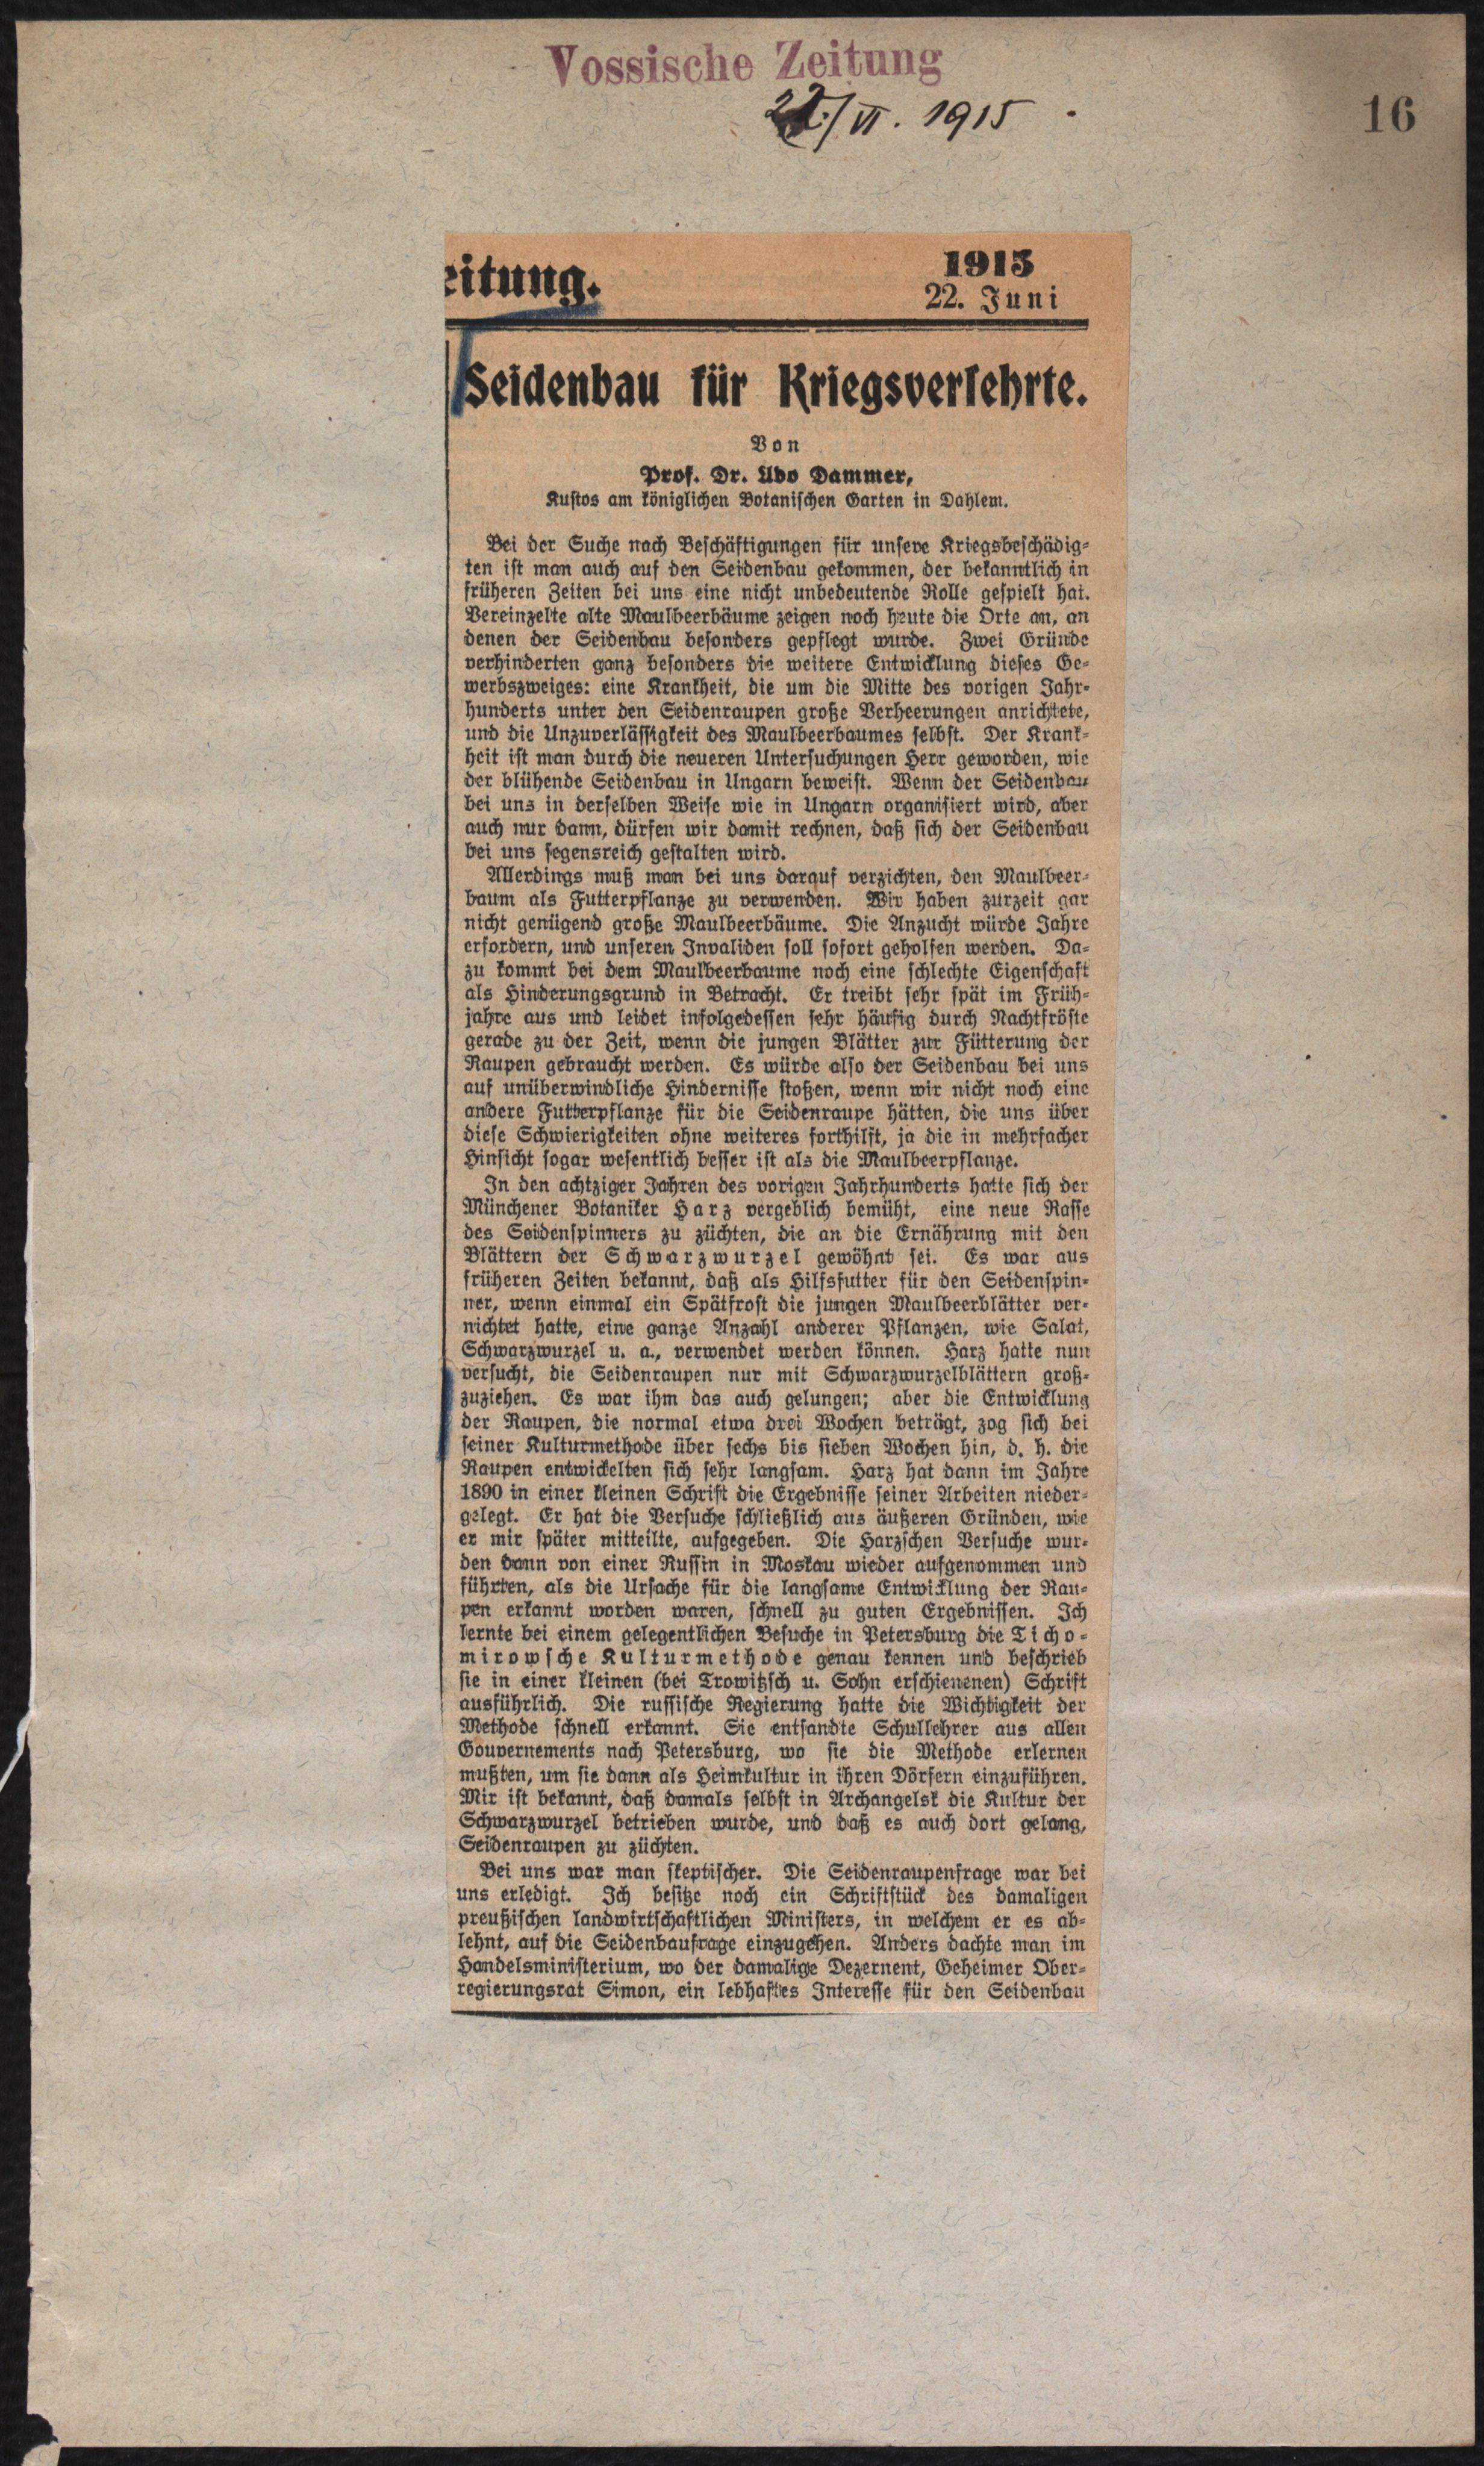 Vossische Zeitung
22./VI. 1915.
16
eitung.
1915
22. Juni
Seidenbau für Kriegsversehrte.
Von
Prof. Dr. Udo Dammer,
Kustos am königlichen Botanischen Garten in Dahlem.
Bei der Suche nach Beschäftigungen für unsere Kriegsbeschädig-
ten ist man auch auf den Seidenbau gekommen, der bekanntlich in
früheren Zeiten bei uns eine nicht unbedeutende Rolle gespielt hat.
Vereinzelte alte Maulbeerbäume zeigen noch heute die Orte an, an
denen der Seidenbau besonders gepflegt wurde. Zwei Gründe
verhinderten ganz besonders die weitere Entwicklung dieses Ge-
werbszweiges: eine Krankheit, die um die Mitte des vorigen Jahr-
hunderts unter den Seidenraupen große Verheerungen anrichtete,
und die Unzuverlässigkeit des Maulbeerbaumes selbst. Der Krank-
heit ist man durch die neueren Untersuchungen Herr geworden, wie
der blühende Seidenbau in Ungarn beweist. Wenn der Seidenbau
bei uns in derselben Weise wie in Ungarn organisiert wird, aber
auch nur dann, dürfen wir damit rechnen, daß sich der Seidenbau
bei uns segensreich gestalten wird.
Allerdings muß man bei uns darauf verzichten, den Maulbeer-
baum als Futterpflanze zu verwenden. Wir haben zurzeit gar
nicht genügend große Maulbeerbäume. Die Anzucht würde Jahre
erfordern, und unseren Invaliden soll sofort geholfen werden. Da-
zu kommt bei dem Maulbeerbaume noch eine schlechte Eigenschaft
als Hinderungsgrund in Betracht. Er treibt sehr spät im Früh-
jahre aus und leidet infolgedessen sehr häufig durch Nachtfröste
gerade zu der Zeit, wenn die jungen Blätter zur Fütterung der
Raupen gebraucht werden. Es würde also der Seidenbau bei uns
auf unüberwindliche Hindernisse stoßen, wenn wir nicht noch eine
andere Futterpflanze für die Seidenraupe hätten, die uns über
diese Schwierigkeiten ohne weiteres forthilft, ja die in mehrfacher
Hinsicht sogar wesentlich besser ist als die Maulbeerpflanze.
In den achtziger Jahren des vorigen Jahrhunderts hatte sich der
Münchener Botaniker Harz vergeblich bemüht, eine neue Rasse
des Seidenspinners zu züchten, die an die Ernährung mit den
Blättern der Schwarzwurzel gewöhnt sei. Es war aus
früheren Zeiten bekannt, daß als Hilfsfutter für den Seidenspin-
ner, wenn einmal ein Spätfrost die jungen Maulbeerblätter ver-
nichtet hatte, eine ganze Anzahl anderer Pflanzen, wie Salat,
Schwarzwurzel u. a., verwendet werden können. Harz hatte nun
versucht, die Seidenraupen nur mit Schwarzwurzelblättern groß-
zuziehen. Es war ihm das auch gelungen; aber die Entwicklung
der Raupen, die normal etwa drei Wochen beträgt, zog sich bei
seiner Kulturmethode über sechs bis sieben Wochen hin, d. h. die
Raupen entwickelten sich sehr langsam. Harz hat dann im Jahre
1890 in einer kleinen Schrift die Ergebnisse seiner Arbeiten nieder-
gelegt. Er hat die Versuche schließlich aus äußeren Gründen, wie
er mir später mitteilte, aufgegeben. Die Harzschen Versuche wur-
den dann von einer Russin in Moskau wieder aufgenommen und
führten, als die Ursache für die langsame Entwicklung der Rau-
pen erkannt worden waren, schnell zu guten Ergebnissen. Ich
lernte bei einem gelegentlichen Besuche in Petersburg die Ticho-
mirowsche Kulturmethode genau kennen und beschrieb
sie in einer kleinen (bei Trowitzsch u. Sohn erschienenen) Schrift
ausführlich. Die russische Regierung hatte die Wichtigkeit der
Methode schnell erkannt. Sie entsandte Schullehrer aus allen
Gouvernements nach Petersburg, wo sie die Methode erlernen
mußten, um sie dann als Heimkultur in ihren Dörfern einzuführen.
Mir ist bekannt, daß damals selbst in Archangelsk die Kultur der
Schwarzwurzel betrieben wurde, und daß es auch dort gelang,
Seidenraupen zu züchten.
Bei uns war man skeptischer. Die Seidenraupenfrage war bei
uns erledigt. Ich besitze noch ein Schriftstück des damaligen
preußischen landwirtschaftlichen Ministers, in welchem er es ab-
lehnt, auf die Seidenbaufrage einzugehen. Anders dachte man im
Handelsministerium, wo der damalige Dezernent, Geheimer Ober-
regierungsrat Simon, ein lebhaftes Interesse für den Seidenbau